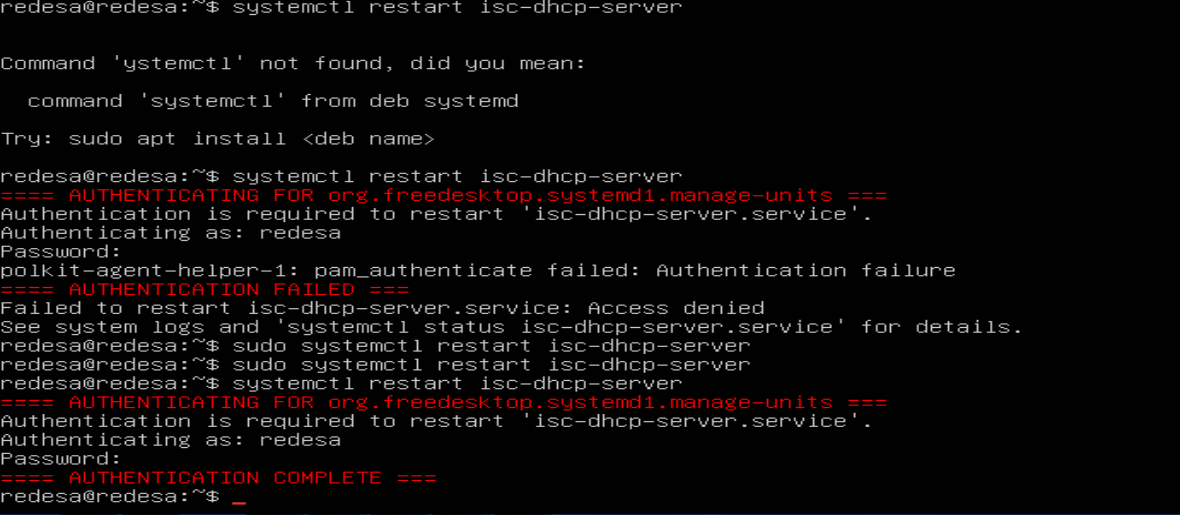 redesa@redesa:~$ systemctl restart isc-dhcp-server
Command 'ystemctl' not found, did you mean:
command 'systemctl' from deb systemd
Try: sudo apt install <deb name>
redesa@redesa:~$ systemctl restart isc-dhcp-server
==== AUTHENTICATING FOR org.freedesktop.systemd1.manage-units ===
Authentication is required to restart 'isc-dhcp-server.service'.
Authenticating as: redesa
Password:
polkit-agent-helper-1: pam_authenticate failed: Authentication failure
==== AUTHENTICATION FAILED ===
Failed to restart isc-dhcp-server.service: Access denied
See system logs and 'systemctl status isc-dhcp-server.service' for details.
redesa@redesa:~$ sudo systemctl restart isc-dhcp-server
redesa@redesa:~$ sudo systemctl restart isc-dhcp-server
redesa@redesa:~$ systemctl restart isc-dhcp-server
==== AUTHENTICATING FOR org.freedesktop.systemd1.manage-units ===
Authentication is required to restart 'isc-dhcp-server.service'.
Authenticating as: redesa
Password:
==== AUTHENTICATION COMPLETE ===
redesa@redesa:~$ _